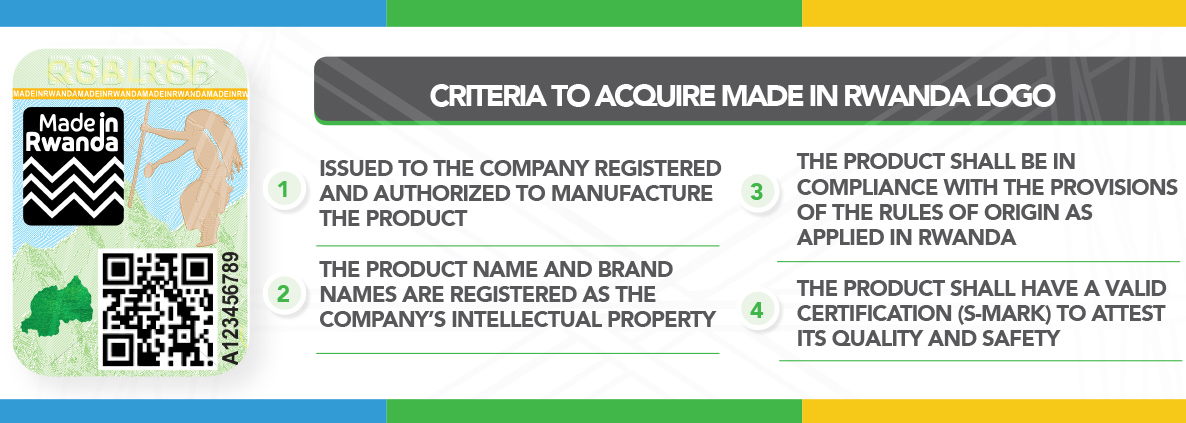 RSB RSB
MADEINRWANDAMADEINRWANDAMADEINRWANDAMADEINRW
Made in
Rwanda
A123456789
CRITERIA TO ACQUIRE MADE IN RWANDA LOGO
1
ISSUED TO THE COMPANY REGISTERED
AND AUTHORIZED TO MANUFACTURE
THE PRODUCT
2
THE PRODUCT NAME AND BRAND
NAMES ARE REGISTERED AS THE
COMPANY'S INTELLECTUAL PROPERTY
3
THE PRODUCT SHALL BE IN
COMPLIANCE WITH THE PROVISIONS
OF THE RULES OF ORIGIN AS
APPLIED IN RWANDA
4
THE PRODUCT SHALL HAVE A VALID
CERTIFICATION (S-MARK) TO ATTEST
ITS QUALITY AND SAFETY